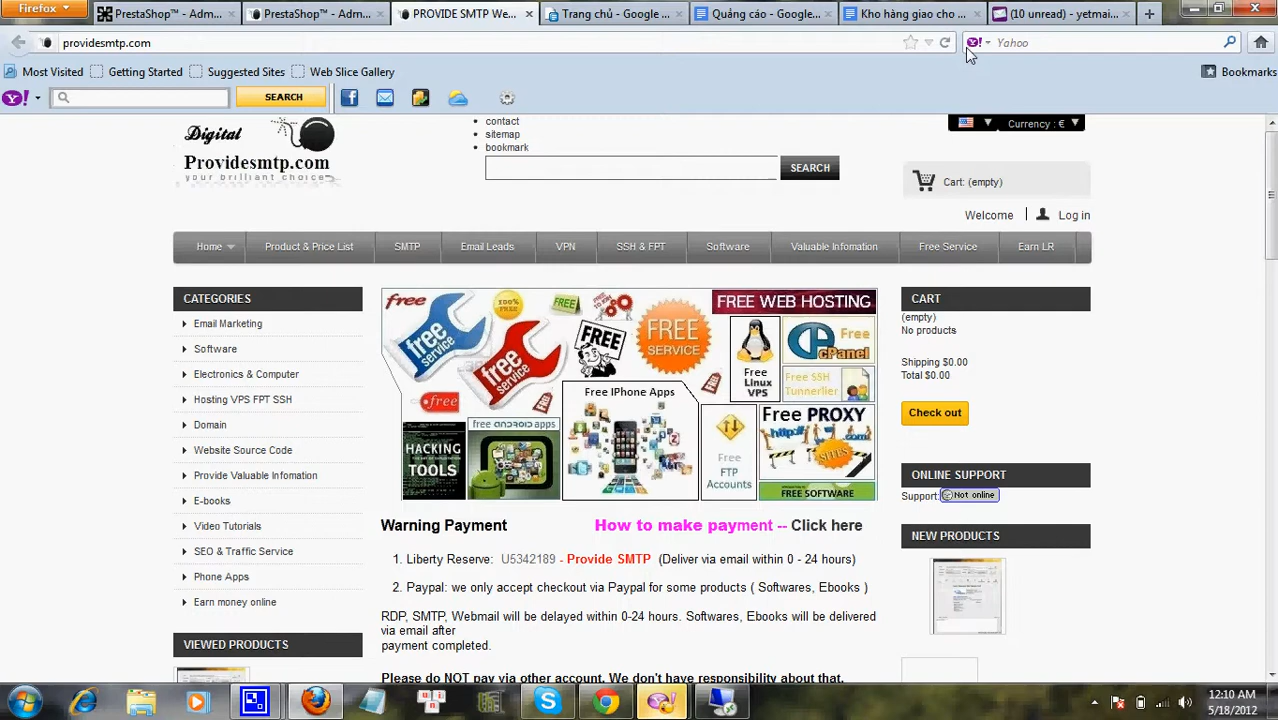 Firefox
PrestaShop™ - Adm...
PrestaShop™ - Adm...
PROVIDE SMTP We...
Trang chủ - Google ...
Quảng cáo - Google...
Kho hàng giao cho ...
(10 unread) - yetmai...
providesmtp.com
Yahoo
Most Visited
Getting Started
Suggested Sites
Web Slice Gallery
Bookmarks
SEARCH
Digital
Providesmtp.com
your brilliant choice
contact
sitemap
bookmark
SEARCH
Currency : €
Cart: (empty)
Welcome
Log in
Home
Product & Price List
SMTP
Email Leads
VPN
SSH & FPT
Software
Valuable Infomation
Free Service
Earn LR
CATEGORIES
Email Marketing
Software
Electronics & Computer
Hosting VPS FPT SSH
Domain
Website Source Code
Provide Valuable Infomation
E-books
Video Tutorials
SEO & Traffic Service
Phone Apps
Earn money online
VIEWED PRODUCTS
free
free service
free service
100% FREE
FREE
FREE
FREE SERVICE
free
FREE WEB HOSTING
Free Linux VPS
Free cPanel
Free SSH Tunnerlier
HACKING TOOLS
free android apps
Free IPhone Apps
Free FTP Accounts
Free PROXY
http://
SITES
FREE SOFTWARE
Warning Payment
How to make payment -- Click here
1. Liberty Reserve: U5342189 - Provide SMTP (Deliver via email within 0 - 24 hours)
2. Paypal: we only accept checkout via Paypal for some products ( Softwares, Ebooks )
RDP, SMTP, Webmail will be delayed within 0-24 hours. Softwares, Ebooks will be delivered
via email after
payment completed.
Please do NOT pay via other account. We don't have responsibility about that.
CART
(empty)
No products
Shipping $0.00
Total $0.00
Check out
ONLINE SUPPORT
Support: Not online
NEW PRODUCTS
12:10 AM
5/18/2012